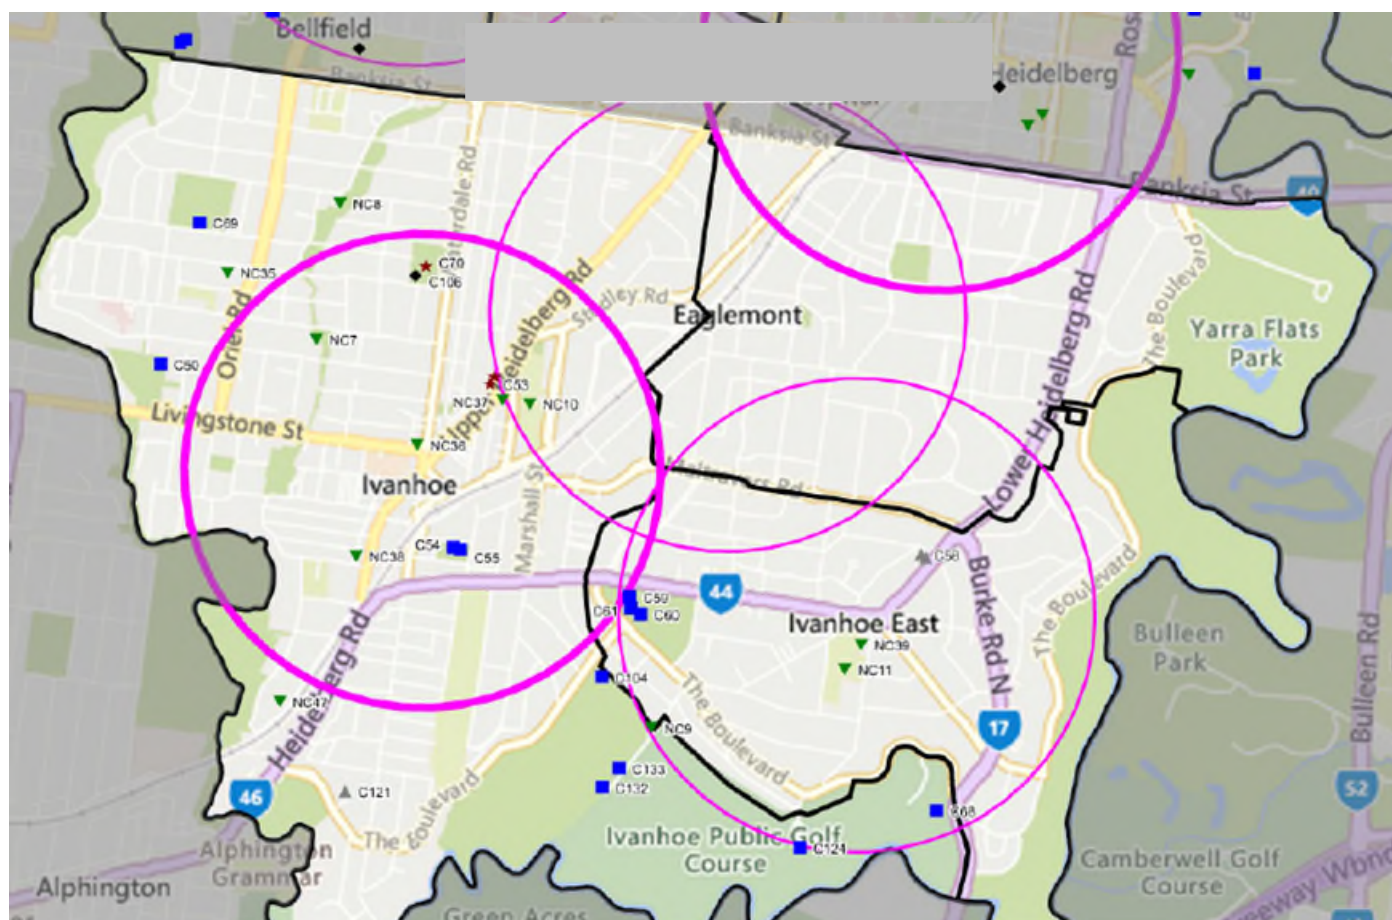 Bellfield
Banksia St
Heidelberg
Banksia St
Banksia St
40
Waterdale Rd
NC8
C69
C70
C106
NC35
Oriel Rd
Upper Heidelberg Rd
Studley Rd
Eaglemont
Lower Heidelberg Rd
The Boulevard
Yarra Flats
Park
NC7
C50
C53
NC37
NC10
Livingstone St
NC36
Ivanhoe
Maltravers Rd
Marshall St
C54
C55
NC38
C58
44
C59
C61
C60
Ivanhoe East
NC39
NC11
Burke Rd N
The Boulevard
Bulleen
Park
Bulleen Rd
Heidelberg Rd
NC47
C104
NC9
The Boulevard
17
C133
C132
C121
46
The Boulevard
C68
52
Ivanhoe Public Golf
Course
C124
Alphington
Grammar
Alphington
Camberwell Golf
Course
Green Acres